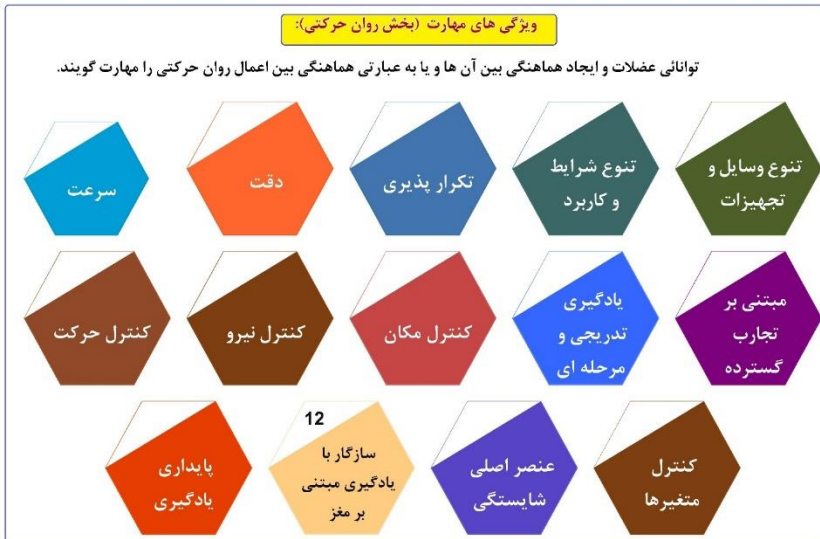 ویژگی های مهارت (بخش روان حرکتی):
توانائی عضلات و ایجاد هماهنگی بین آن ها و یا به عبارتی هماهنگی بین اعمال روان حرکتی را مهارت گویند.
تنوع وسایل و
تجهیزات
تنوع شرایط
و کاربرد
تکرار پذیری
دقت
سرعت
مبتنی بر
تجارب
گسترده
یادگیری
تدریجی و
مرحله ای
کنترل مکان
کنترل نیرو
کنترل حرکت
کنترل
متغیرها
عنصر اصلی
شایستگی
12
سازگار با
یادگیری مبتنی
بر مغز
پایداری
یادگیری